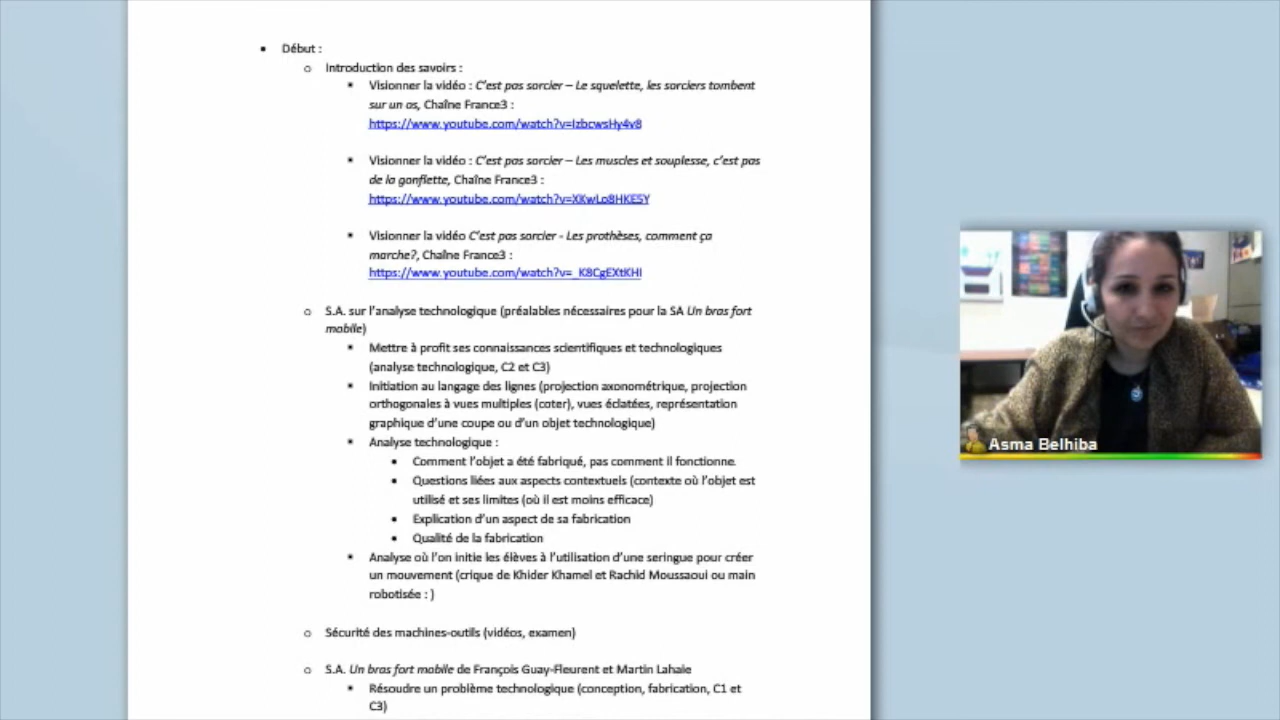 • Début :
o Introduction des savoirs :
▪ Visionner la vidéo : C'est pas sorcier – Le squelette, les sorciers tombent
sur un os, Chaîne France3 :
https://www.youtube.com/watch?v=IzbcwsHy4v8
▪ Visionner la vidéo : C'est pas sorcier – Les muscles et souplesse, c'est pas
de la gonflette, Chaîne France3 :
https://www.youtube.com/watch?v=XKwLo8HKE5Y
▪ Visionner la vidéo C'est pas sorcier - Les prothèses, comment ça
marche?, Chaîne France3 :
https://www.youtube.com/watch?v=_K8CgEXtKHI
o S.A. sur l'analyse technologique (préalables nécessaires pour la SA Un bras fort
mobile)
▪ Mettre à profit ses connaissances scientifiques et technologiques
(analyse technologique, C2 et C3)
▪ Initiation au langage des lignes (projection axonométrique, projection
orthogonales à vues multiples (coter), vues éclatées, représentation
graphique d'une coupe ou d'un objet technologique)
▪ Analyse technologique :
• Comment l'objet a été fabriqué, pas comment il fonctionne.
• Questions liées aux aspects contextuels (contexte où l'objet est
utilisé et ses limites (où il est moins efficace)
• Explication d'un aspect de sa fabrication
• Qualité de la fabrication
▪ Analyse où l'on initie les élèves à l'utilisation d'une seringue pour créer
un mouvement (crique de Khider Khamel et Rachid Moussaoui ou main
robotisée : )
o Sécurité des machines-outils (vidéos, examen)
o S.A. Un bras fort mobile de François Guay-Fleurent et Martin Lahaie
▪ Résoudre un problème technologique (conception, fabrication, C1 et
C3)
Asma Belhiba